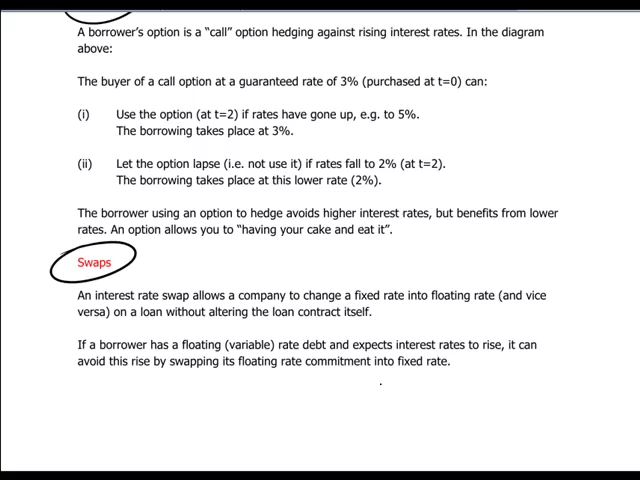 A borrower's option is a "call" option hedging against rising interest rates. In the diagram
above:
The buyer of a call option at a guaranteed rate of 3% (purchased at t=0) can:
(i) Use the option (at t=2) if rates have gone up, e.g. to 5%.
The borrowing takes place at 3%.
(ii) Let the option lapse (i.e. not use it) if rates fall to 2% (at t=2).
The borrowing takes place at this lower rate (2%).
The borrower using an option to hedge avoids higher interest rates, but benefits from lower
rates. An option allows you to "having your cake and eat it".
Swaps
An interest rate swap allows a company to change a fixed rate into floating rate (and vice
versa) on a loan without altering the loan contract itself.
If a borrower has a floating (variable) rate debt and expects interest rates to rise, it can
avoid this rise by swapping its floating rate commitment into fixed rate.